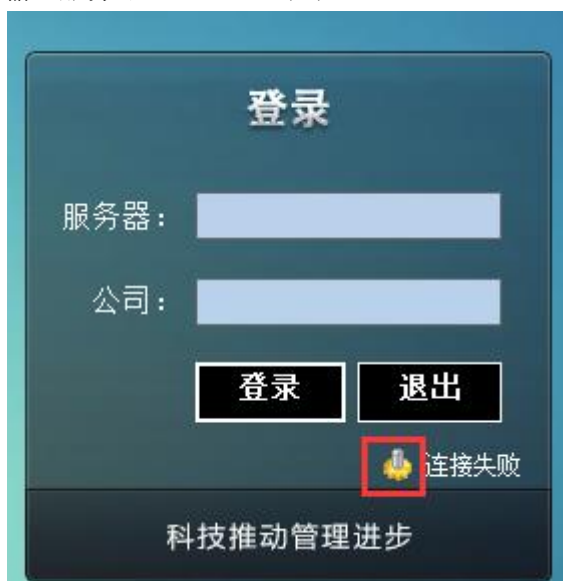 登录
服务器：
公司：
登录 退出
连接失败
科技推动管理进步